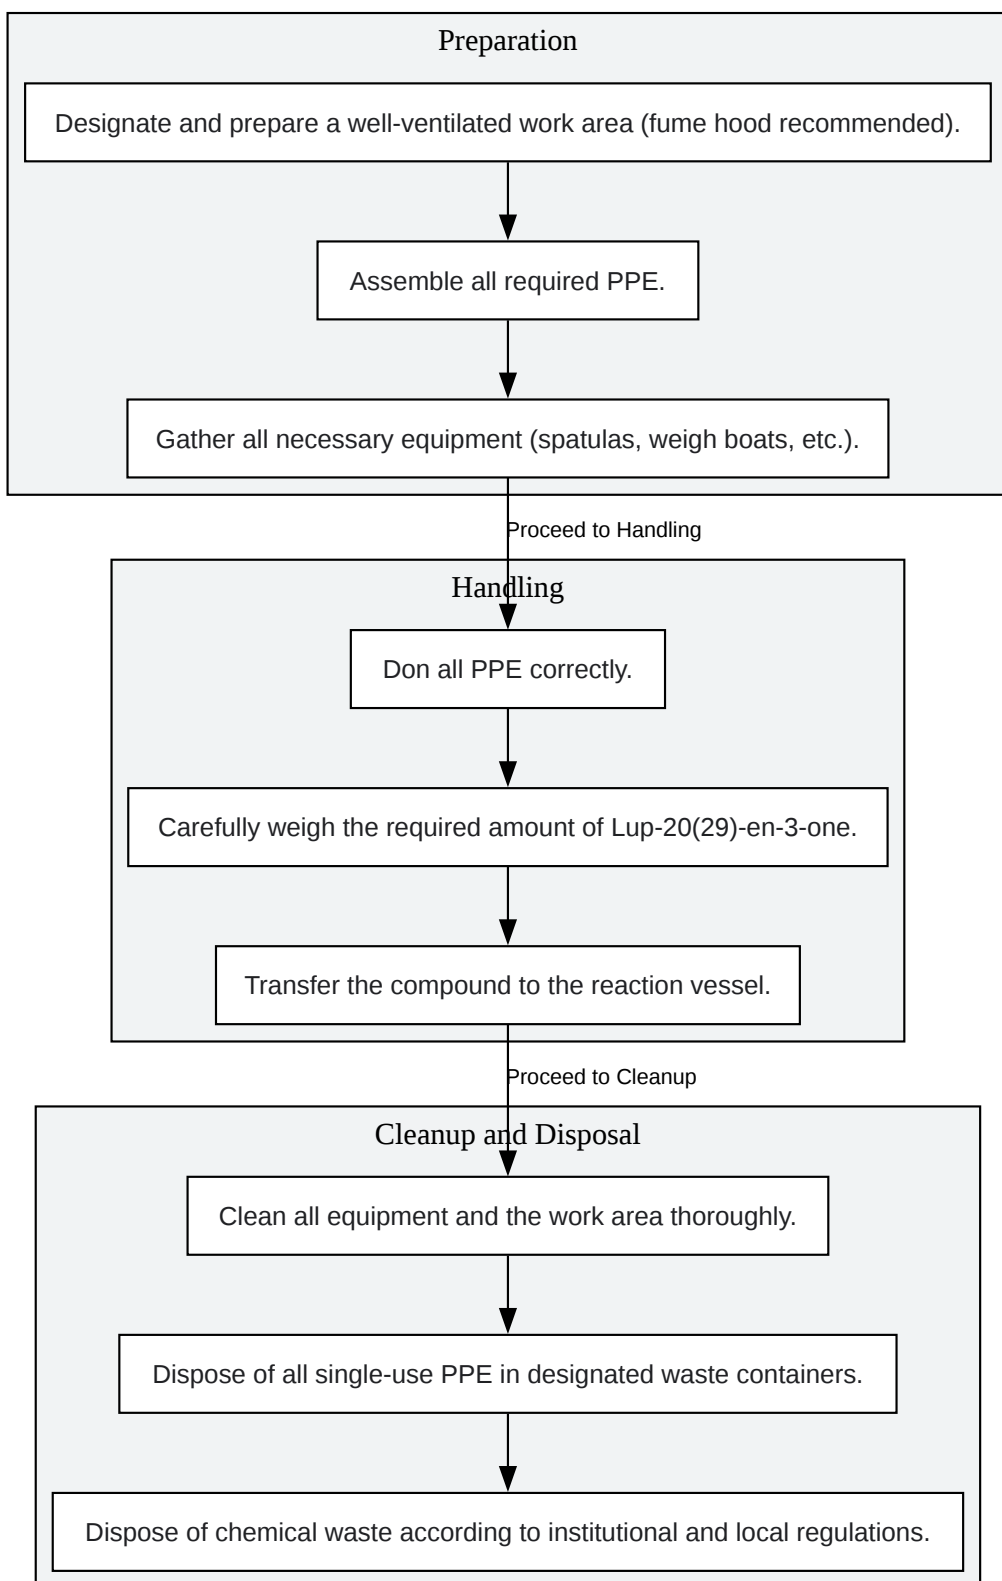 Preparation
Designate and prepare a well-ventilated work area (fume hood recommended).
Assemble all required PPE.
Gather all necessary equipment (spatulas, weigh boats, etc.).
Proceed to Handling
Handling
Don all PPE correctly.
Carefully weigh the required amount of Lup-20(29)-en-3-one.
Transfer the compound to the reaction vessel.
Proceed to Cleanup
Cleanup and Disposal
Clean all equipment and the work area thoroughly.
Dispose of all single-use PPE in designated waste containers.
Dispose of chemical waste according to institutional and local regulations.